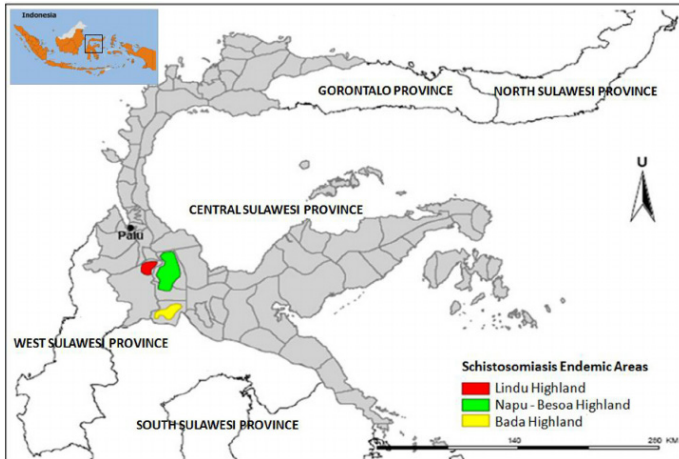 Indonesia
GORONTALO PROVINCE
NORTH SULAWESI PROVINCE
U
CENTRAL SULAWESI PROVINCE
Palu
WEST SULAWESI PROVINCE
Schistosomiasis Endemic Areas
Lindu Highland
Napu - Besoa Highland
Bada Highland
SOUTH SULAWESI PROVINCE
140
280 KM